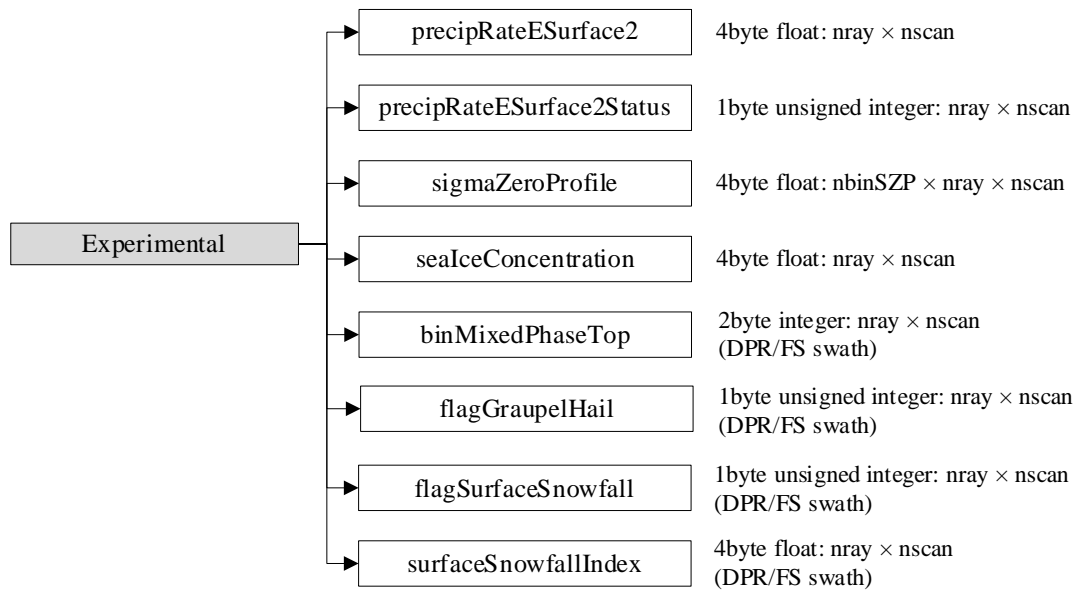 precipRateESurface2 4byte float: nray × nscan
precipRateESurface2Status 1byte unsigned integer: nray × nscan
sigmaZeroProfile 4byte float: nbinSZP × nray × nscan
Experimental
seaIceConcentration 4byte float: nray × nscan
binMixedPhaseTop 2byte integer: nray × nscan
(DPR/FS swath)
flagGraupelHail 1byte unsigned integer: nray × nscan
(DPR/FS swath)
flagSurfaceSnowfall 1byte unsigned integer: nray × nscan
(DPR/FS swath)
surfaceSnowfallIndex 4byte float: nray × nscan
(DPR/FS swath)